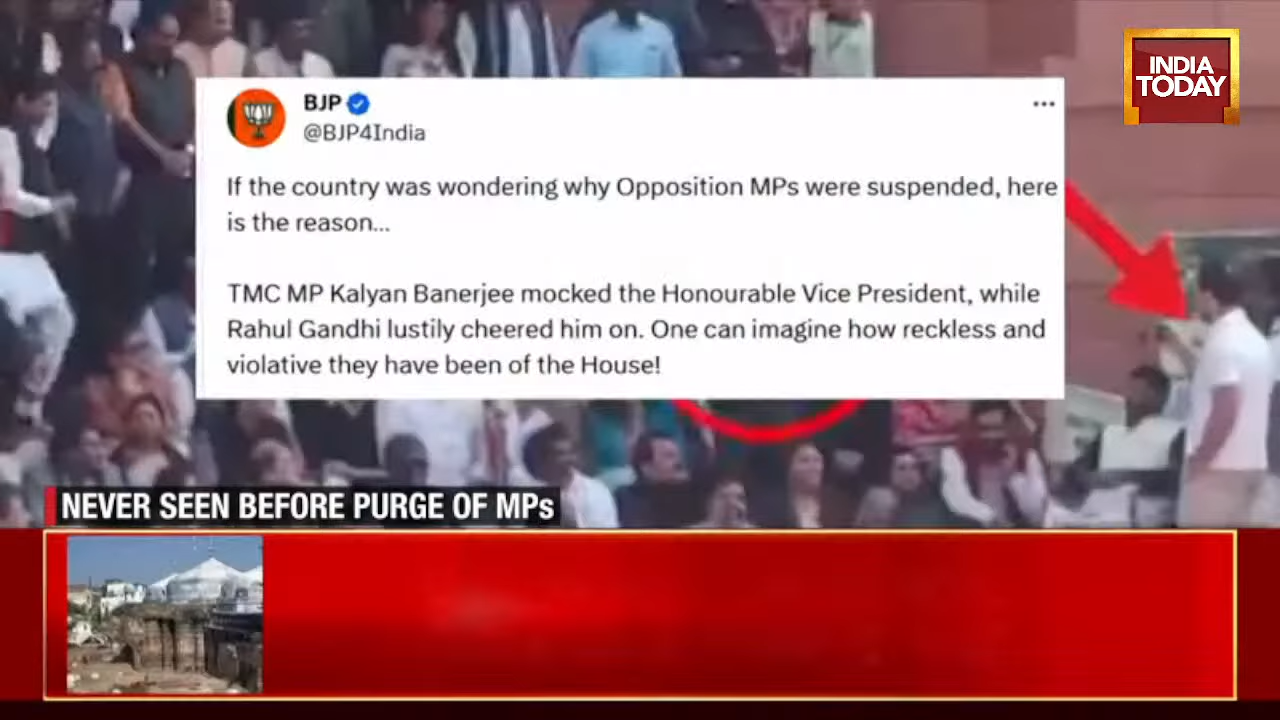 INDIA
TODAY
BJP
@BJP4India
If the country was wondering why Opposition MPs were suspended, here
is the reason...
TMC MP Kalyan Banerjee mocked the Honourable Vice President, while
Rahul Gandhi lustily cheered him on. One can imagine how reckless and
violative they have been of the House!
NEVER SEEN BEFORE PURGE OF MPs